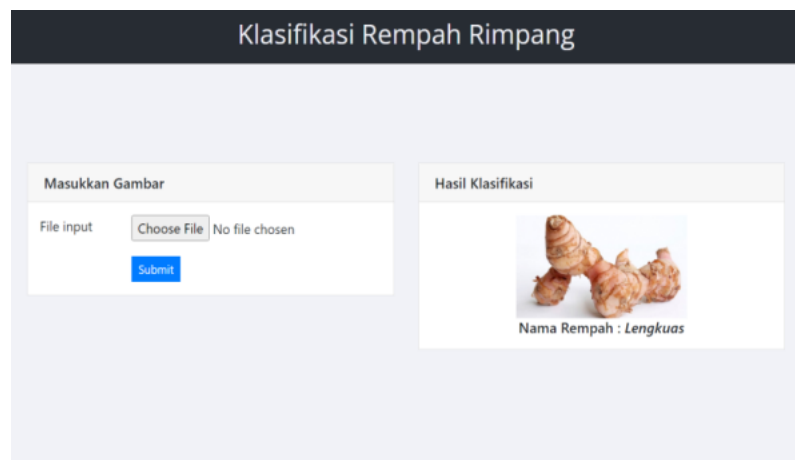 Klasifikasi Rempah Rimpang
Masukkan Gambar
File input
Choose File No file chosen
Submit
Hasil Klasifikasi
Nama Rempah : Lengkuas